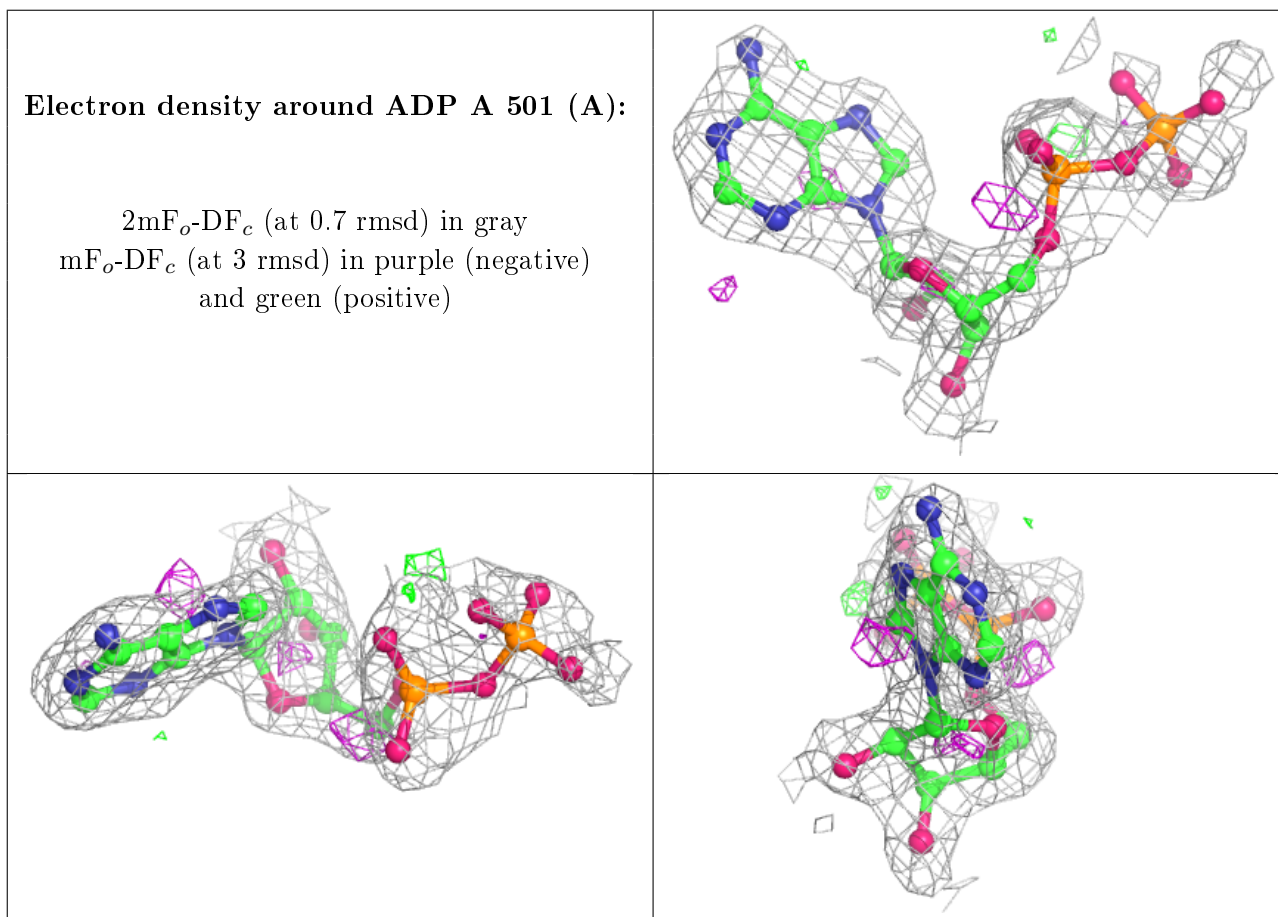 Electron density around ADP A 501 (A):
2mFₒ-DF𝒸 (at 0.7 rmsd) in gray
mFₒ-DF𝒸 (at 3 rmsd) in purple (negative)
and green (positive)